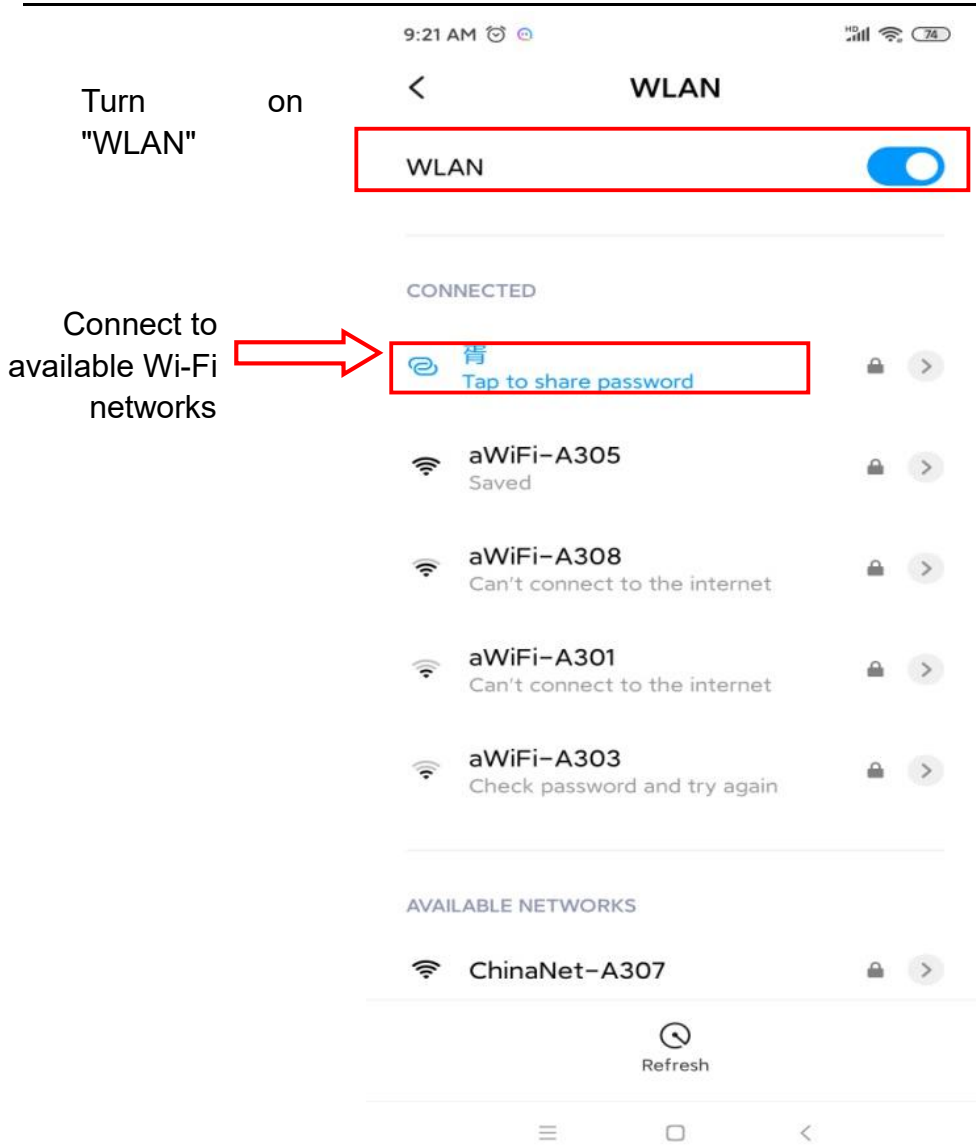 9:21 AM
HD
74
WLAN
Turn on
"WLAN"
WLAN
CONNECTED
Connect to
available Wi-Fi
networks
胥
Tap to share password
aWiFi-A305
Saved
aWiFi-A308
Can't connect to the internet
aWiFi-A301
Can't connect to the internet
aWiFi-A303
Check password and try again
AVAILABLE NETWORKS
ChinaNet-A307
Refresh